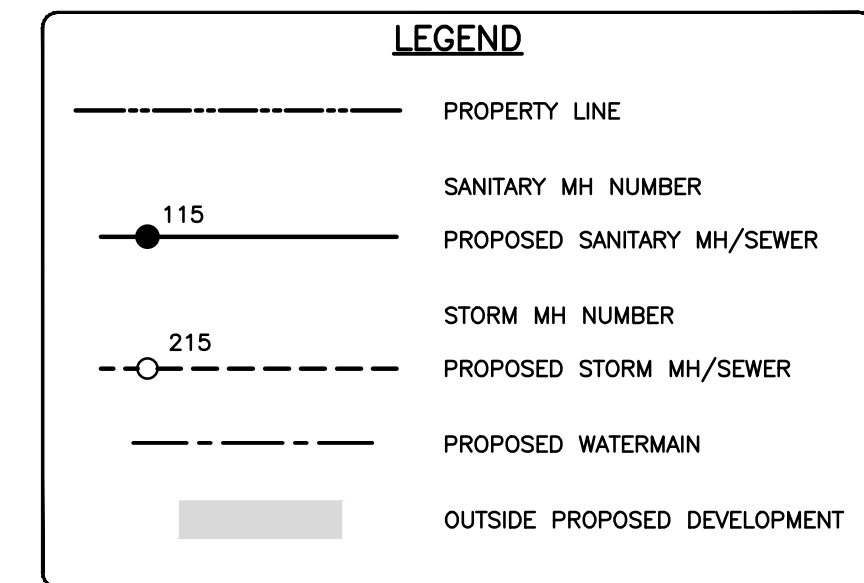 LEGEND
PROPERTY LINE
SANITARY MH NUMBER
115
PROPOSED SANITARY MH/SEWER
STORM MH NUMBER
215
PROPOSED STORM MH/SEWER
PROPOSED WATERMAIN
OUTSIDE PROPOSED DEVELOPMENT